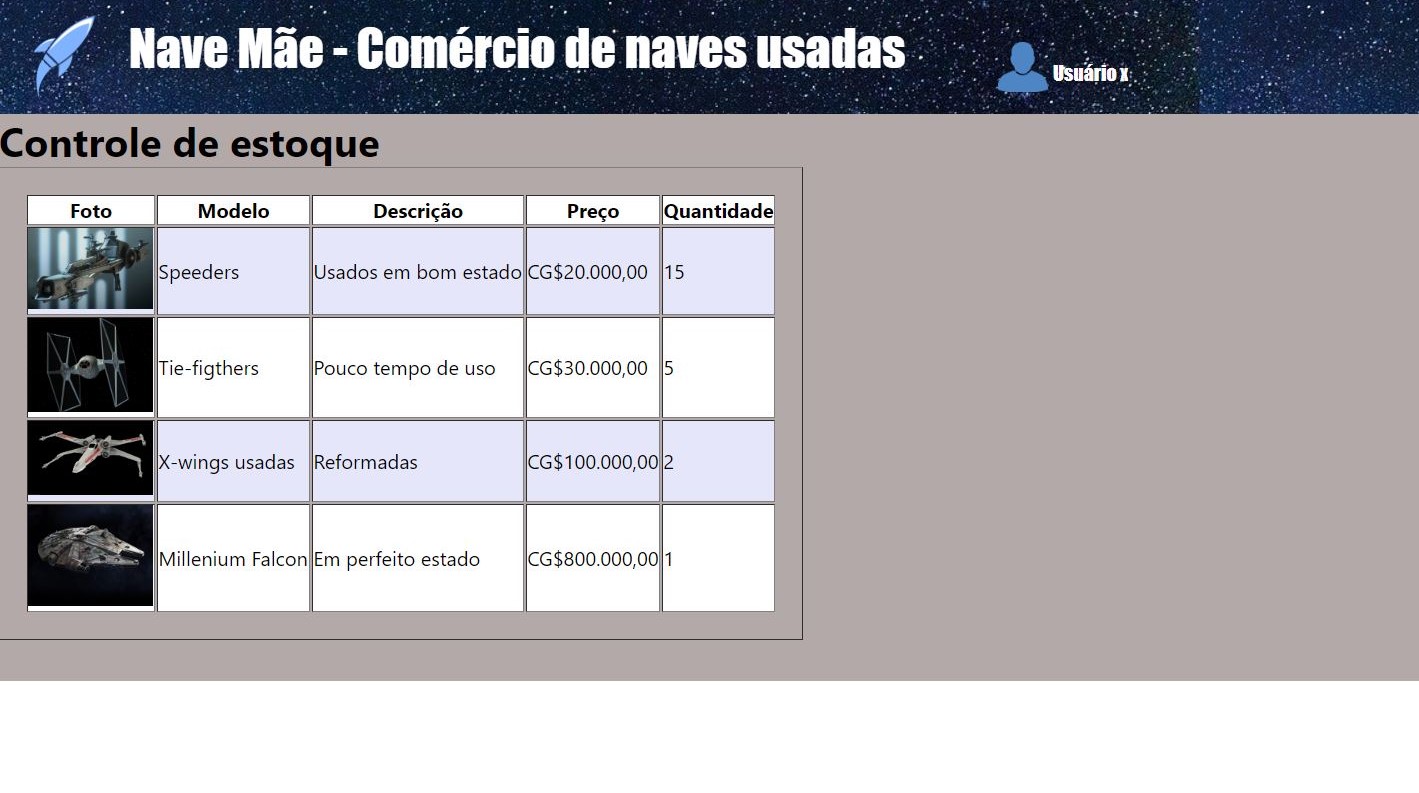 Nave Mãe - Comércio de naves usadas
Usuário x
Controle de estoque
Foto Modelo Descrição Preço Quantidade
Speeders Usados em bom estado CG$20.000,00 15
Tie-figthers Pouco tempo de uso CG$30.000,00 5
X-wings usadas Reformadas CG$100.000,00 2
Millenium Falcon Em perfeito estado CG$800.000,00 1